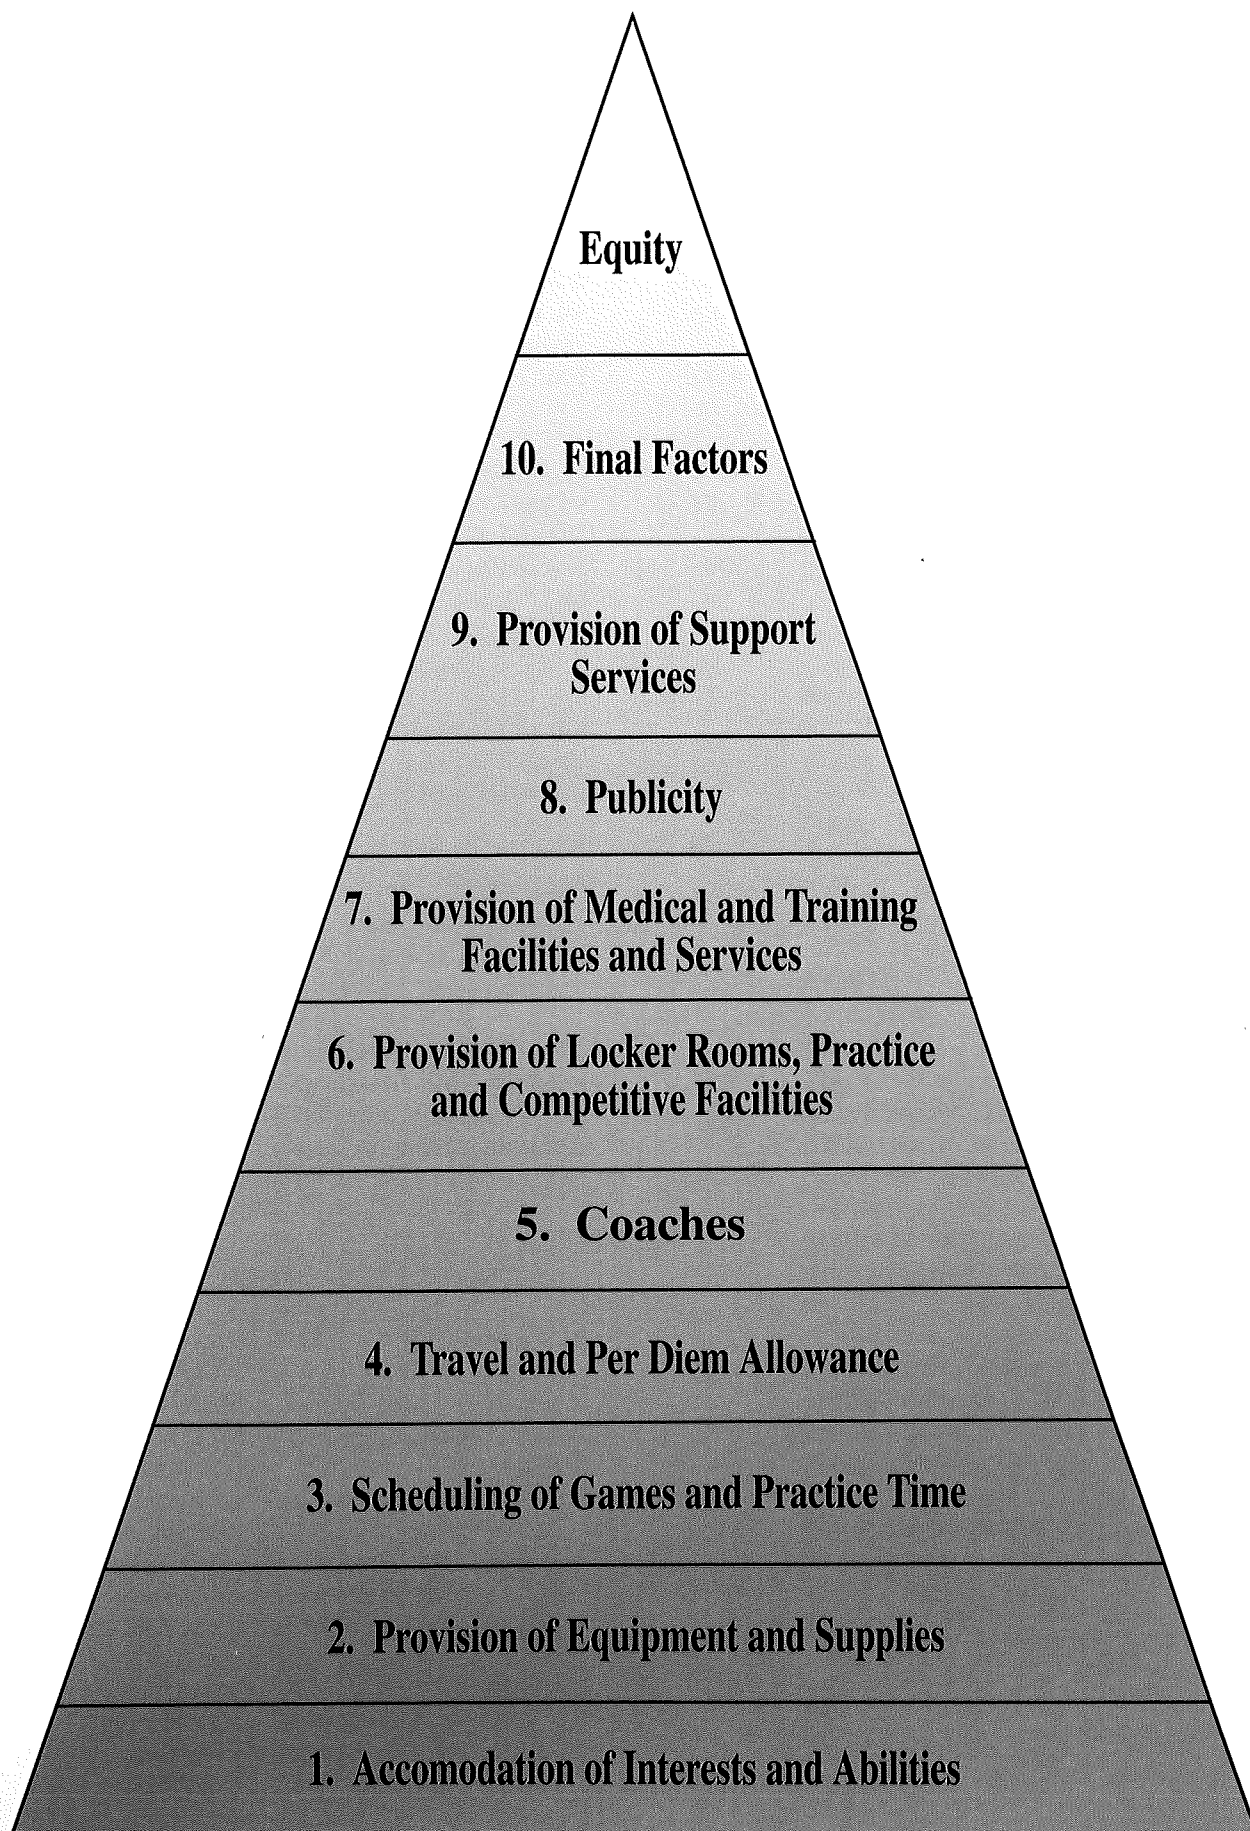 Equity
10. Final Factors
9. Provision of Support
Services
8. Publicity
7. Provision of Medical and Training
Facilities and Services
6. Provision of Locker Rooms, Practice
and Competitive Facilities
5. Coaches
4. Travel and Per Diem Allowance
3. Scheduling of Games and Practice Time
2. Provision of Equipment and Supplies
1. Accomodation of Interests and Abilities